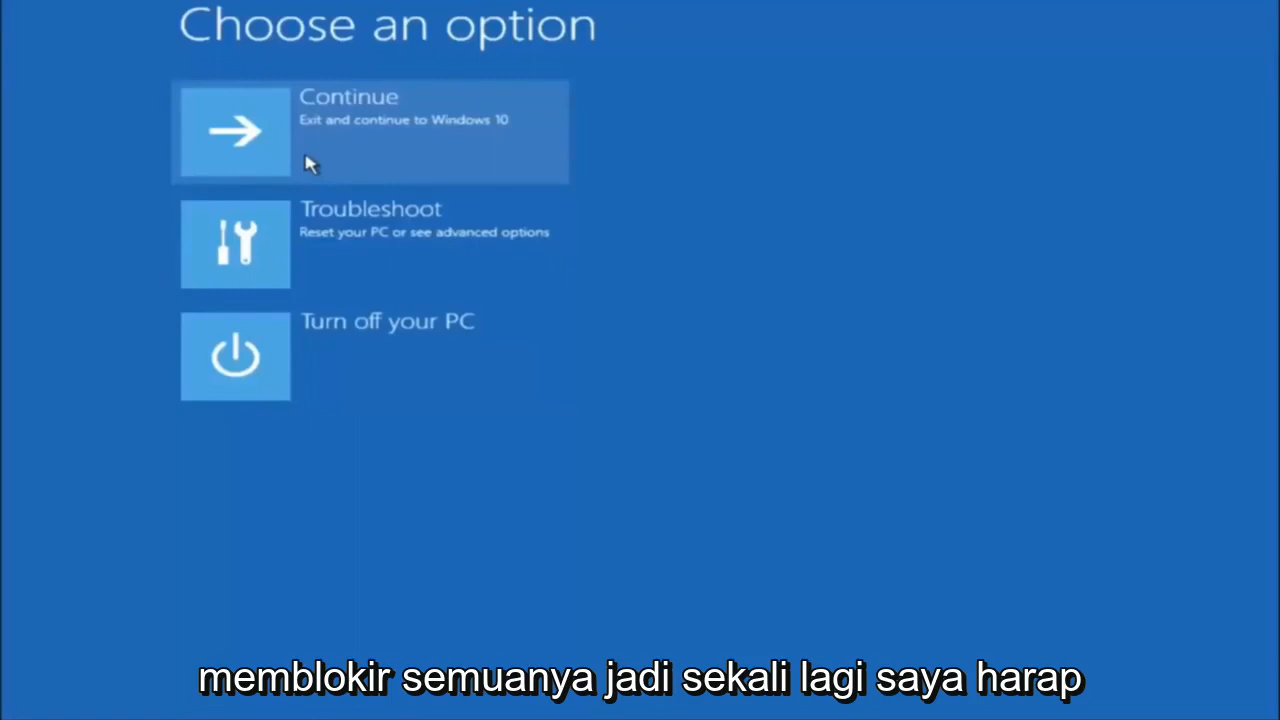 Choose an option
Continue
Exit and continue to Windows 10
Troubleshoot
Reset your PC or see advanced options
Turn off your PC
memblokir semuanya jadi sekali lagi saya harap